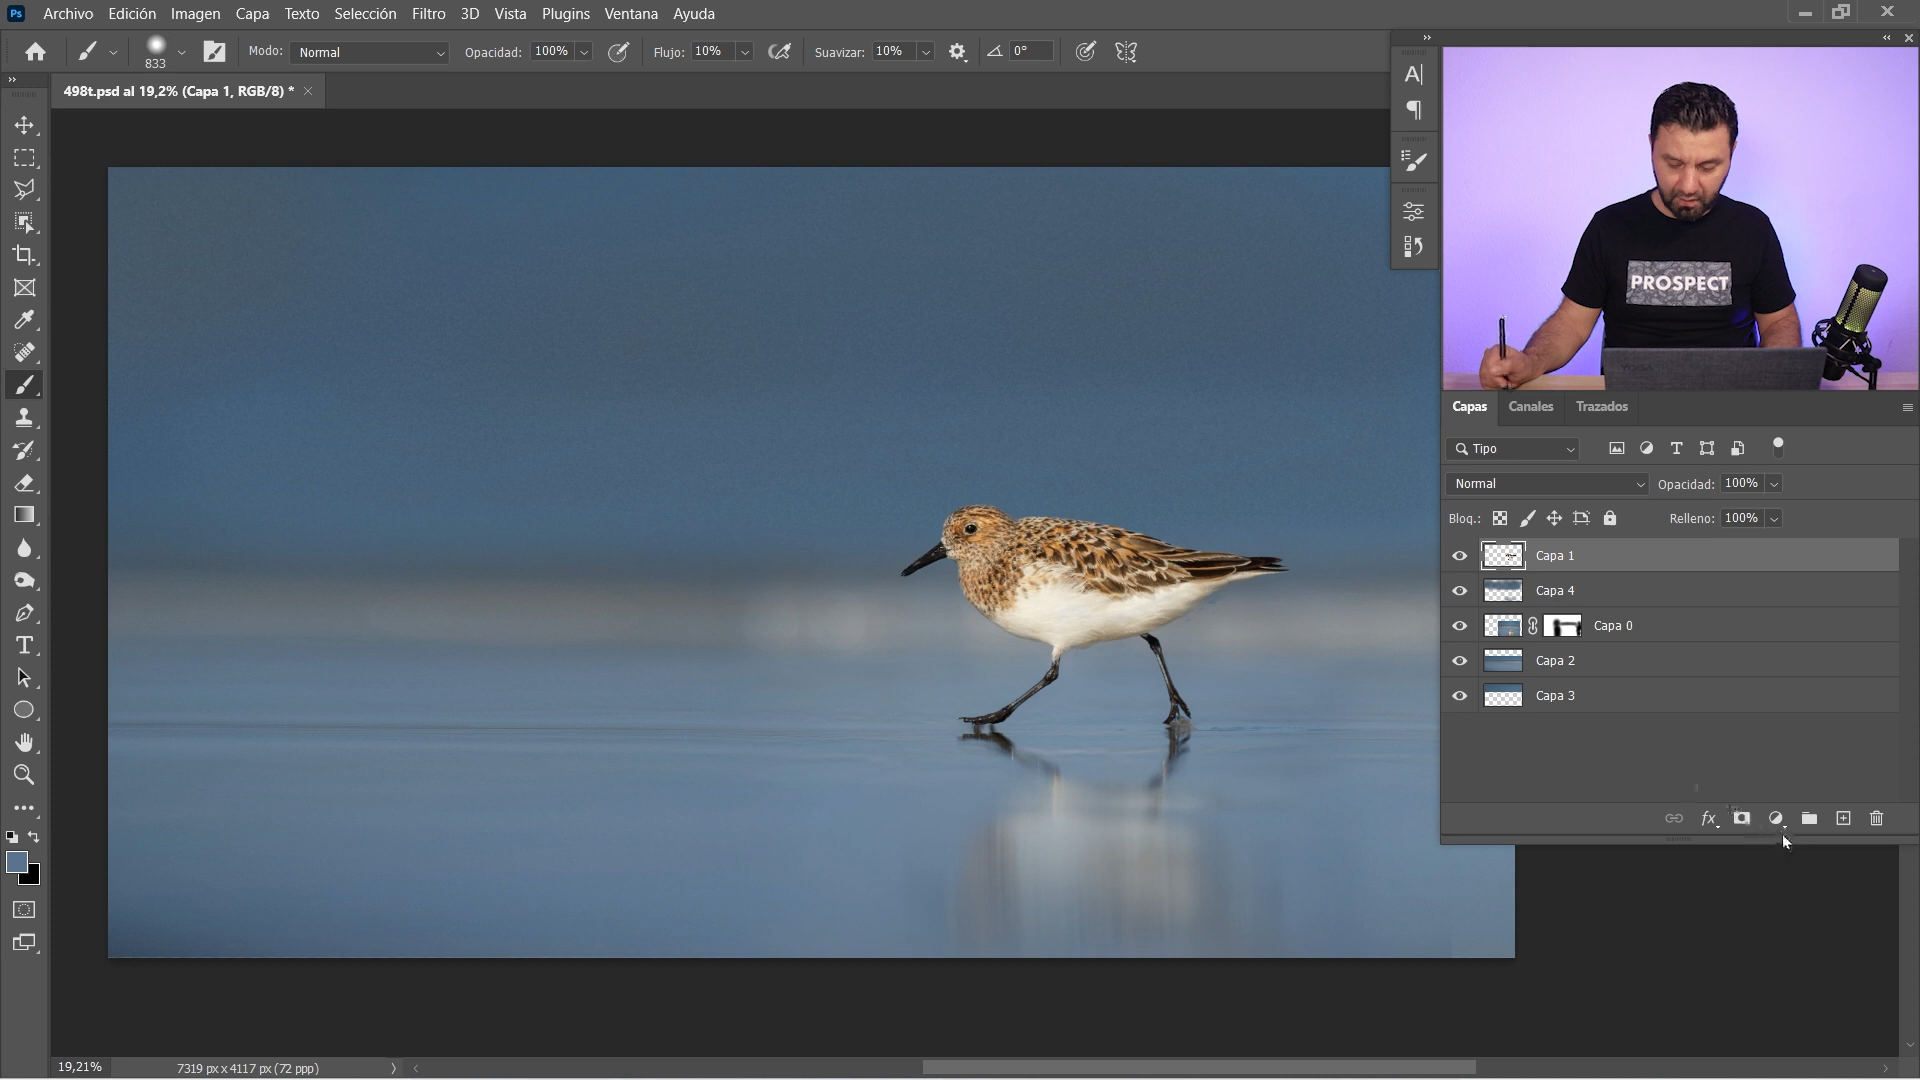 Ps Archivo Edición Imagen Capa Texto Selección Filtro 3D Vista Plugins Ventana Ayuda
833 Modo: Normal Opacidad: 100% Flujo: 10% Suavizar: 10% 0°
498t.psd al 19,2% (Capa 1, RGB/8) *
PROSPECT
YOGA
Capas Canales Trazados
Tipo
Normal Opacidad: 100%
Bloq.: Relleno: 100%
Capa 1
Capa 4
Capa 0
Capa 2
Capa 3
fx
19,21% 7319 px x 4117 px (72 ppp)